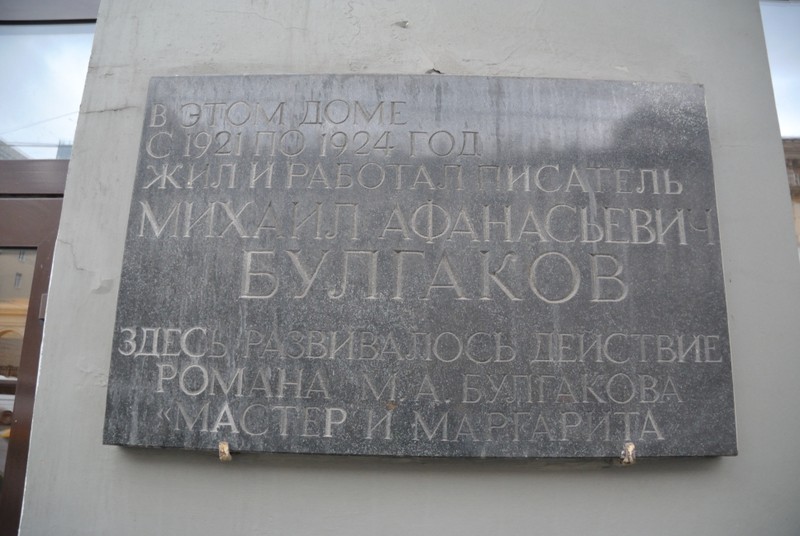 В ЭТОМ ДОМЕ
С 1921 ПО 1924 ГОД
ЖИЛ И РАБОТАЛ ПИСАТЕЛЬ
МИХАИЛ АФАНАСЬЕВИЧ
БУЛГАКОВ
ЗДЕСЬ РАЗВИВАЛОСЬ ДЕЙСТВИЕ
РОМАНА М. А. БУЛГАКОВА
«МАСТЕР И МАРГАРИТА